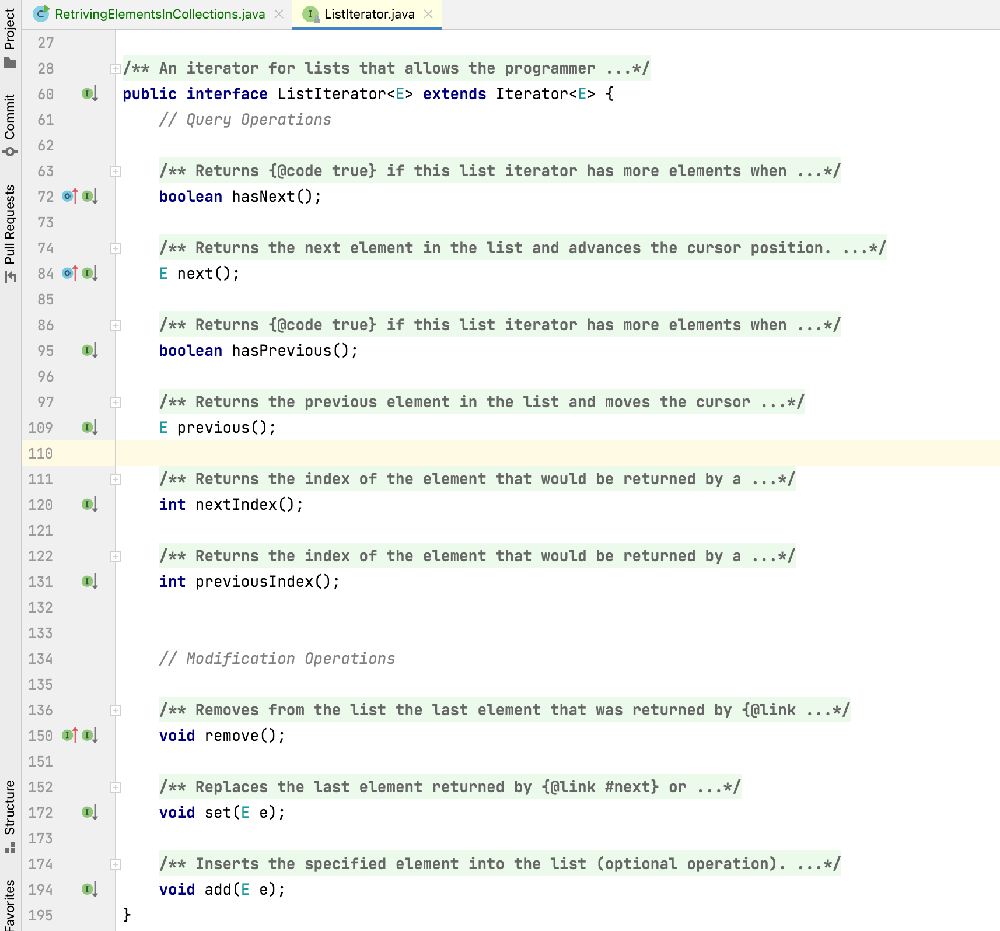 RetrivingElementsInCollections.java
ListIterator.java
Project
Commit
Pull Requests
Structure
Favorites
27
28 /** An iterator for lists that allows the programmer ...*/
60 public interface ListIterator<E> extends Iterator<E> {
61 // Query Operations
62
63 /** Returns {@code true} if this list iterator has more elements when ...*/
72 boolean hasNext();
73
74 /** Returns the next element in the list and advances the cursor position. ...*/
84 E next();
85
86 /** Returns {@code true} if this list iterator has more elements when ...*/
95 boolean hasPrevious();
96
97 /** Returns the previous element in the list and moves the cursor ...*/
109 E previous();
110
111 /** Returns the index of the element that would be returned by a ...*/
120 int nextIndex();
121
122 /** Returns the index of the element that would be returned by a ...*/
131 int previousIndex();
132
133
134 // Modification Operations
135
136 /** Removes from the list the last element that was returned by {@link ...*/
150 void remove();
151
152 /** Replaces the last element returned by {@link #next} or ...*/
172 void set(E e);
173
174 /** Inserts the specified element into the list (optional operation). ...*/
194 void add(E e);
195 }